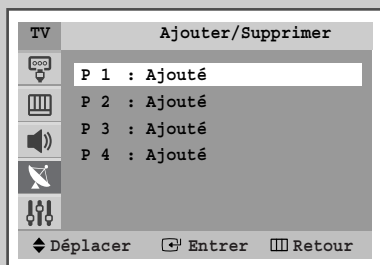 TV Ajouter/Supprimer
P 1 : Ajouté
P 2 : Ajouté
P 3 : Ajouté
P 4 : Ajouté
Déplacer Entrer Retour